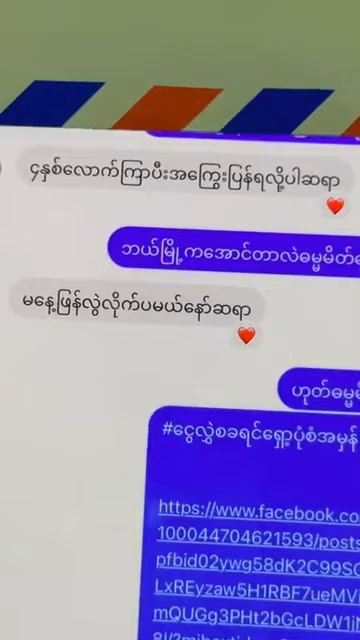 ၄နှစ်လောက်ကြာပီးအကြွေးပြန်ရလို့ပါဆရာ
ဘယ်မြို့ကအောင်တာလဲဓမ္မမိတ်
မနေ့ဖြန်လွဲလိုက်ပမယ်နော်ဆရာ
ဟုတ်ဓမ္မ
#ငွေလွှဲစခရင်ရှော့ပုံစံအမှန်
https://www.facebook.co
100044704621593/posts
pfbid02ywg58dK2C99S
LxREyzaw5H1RBF7ueMV
mQUGg3PHt2bGcLDW1